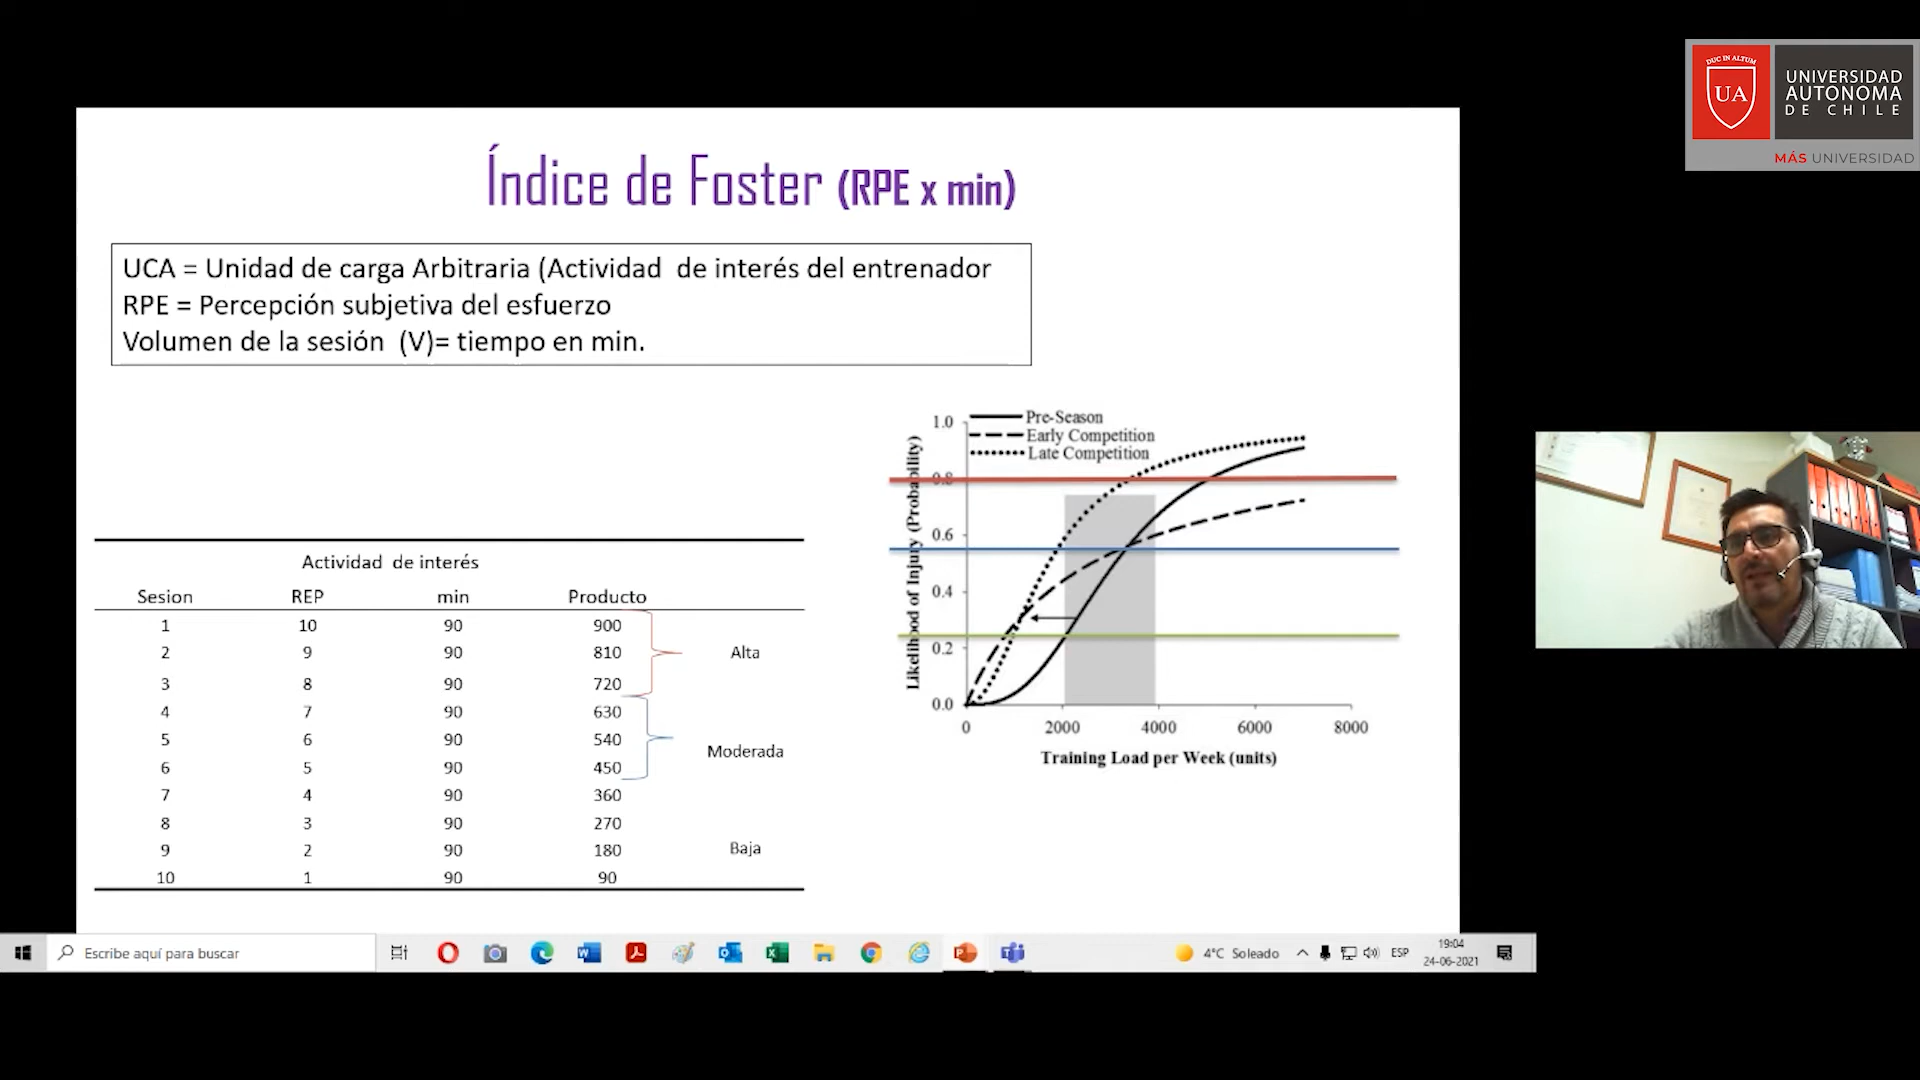 DUC IN ALTUM
UA
UNIVERSIDAD
AUTONOMA
DE CHILE
MÁS UNIVERSIDAD
Índice de Foster (RPE x min)
UCA = Unidad de carga Arbitraria (Actividad de interés del entrenador
RPE = Percepción subjetiva del esfuerzo
Volumen de la sesión (V)= tiempo en min.
Actividad de interés
Sesion REP min Producto
1 10 90 900
2 9 90 810 Alta
3 8 90 720
4 7 90 630
5 6 90 540 Moderada
6 5 90 450
7 4 90 360
8 3 90 270
9 2 90 180 Baja
10 1 90 90
Pre-Season
Early Competition
Late Competition
Likelihood of Injury (Probability)
1.0
0.8
0.6
0.4
0.2
0.0
0 2000 4000 6000 8000
Training Load per Week (units)
Escribe aquí para buscar
4°C Soleado
ESP
19:04
24-06-2021